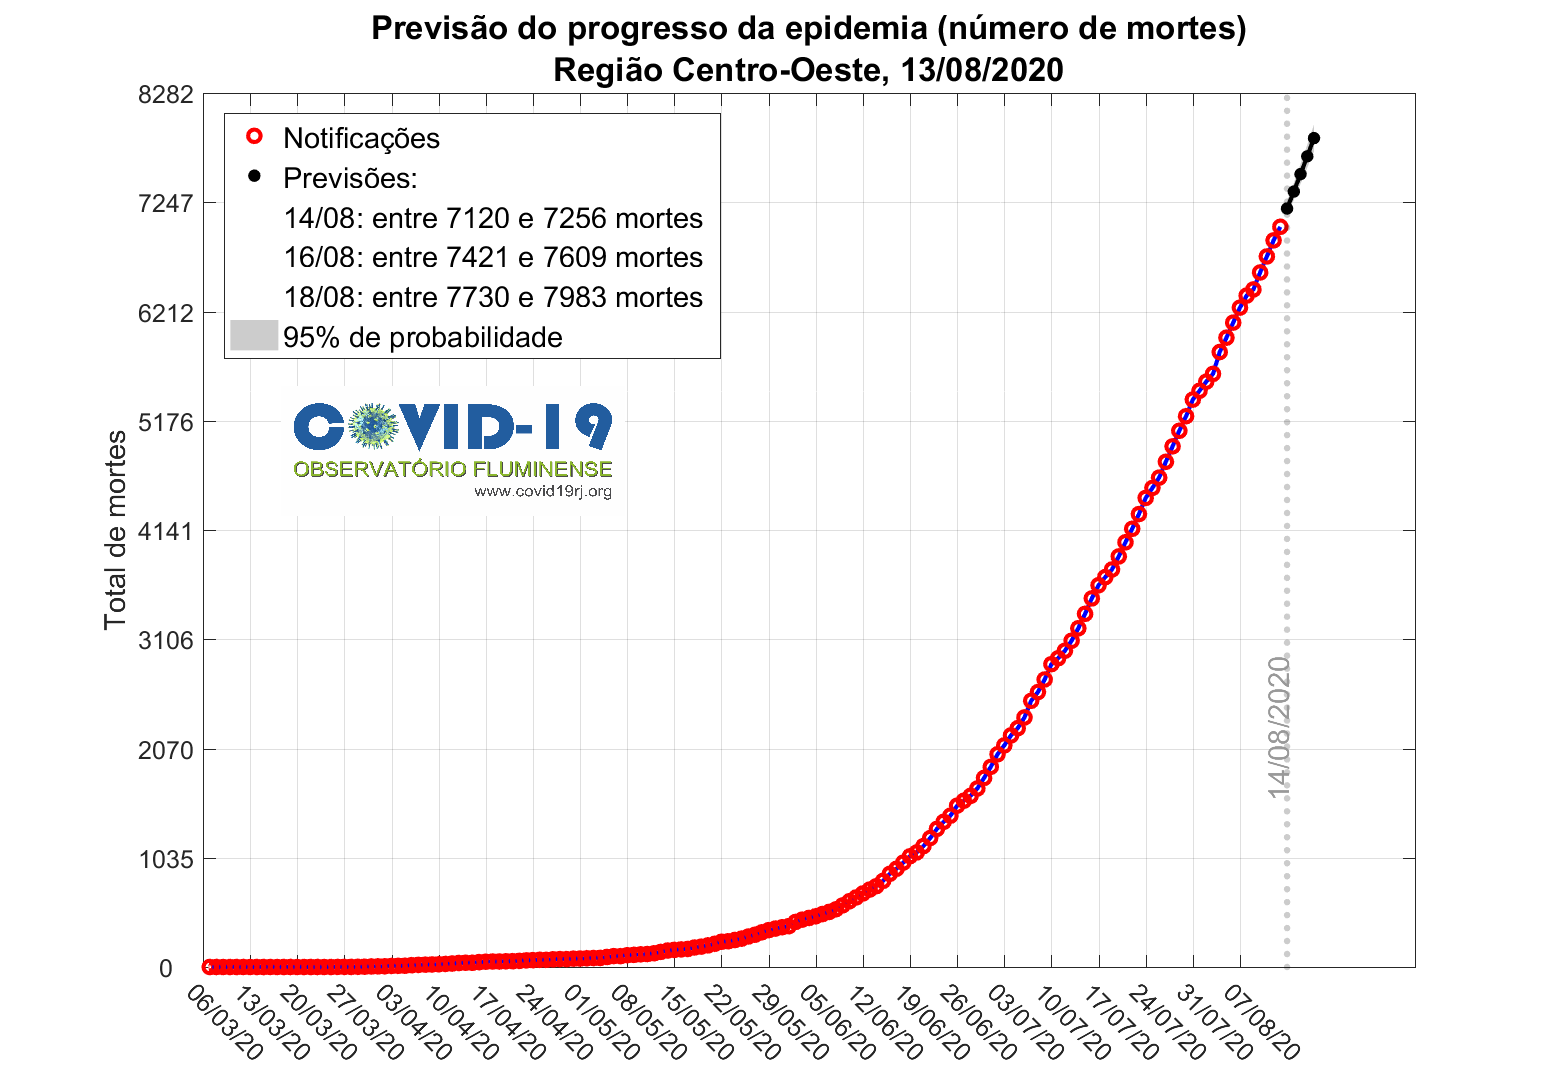 Previsão do progresso da epidemia (número de mortes)
Região Centro-Oeste, 13/08/2020
8282
7247
6212
5176
4141
3106
2070
1035
0
Total de mortes
Notificações
Previsões:
14/08: entre 7120 e 7256 mortes
16/08: entre 7421 e 7609 mortes
18/08: entre 7730 e 7983 mortes
95% de probabilidade
COVID-19
OBSERVATÓRIO FLUMINENSE
www.covid19rj.org
14/08/2020
06/03/20
13/03/20
20/03/20
27/03/20
03/04/20
10/04/20
17/04/20
24/04/20
01/05/20
08/05/20
15/05/20
22/05/20
29/05/20
05/06/20
12/06/20
19/06/20
26/06/20
03/07/20
10/07/20
17/07/20
24/07/20
31/07/20
07/08/20